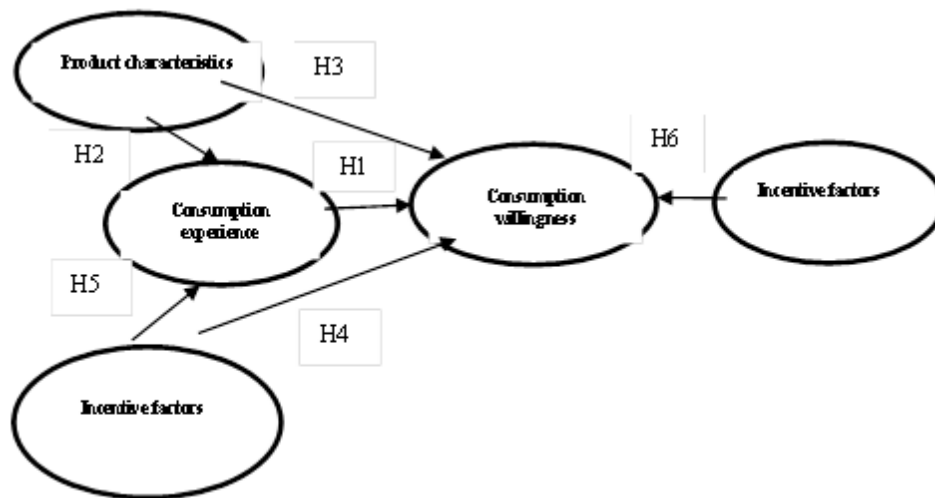 Product characteristics
H3
H2
H1
H6
Consumption
experience
Consumption
willingness
Incentive factors
H5
H4
Incentive factors